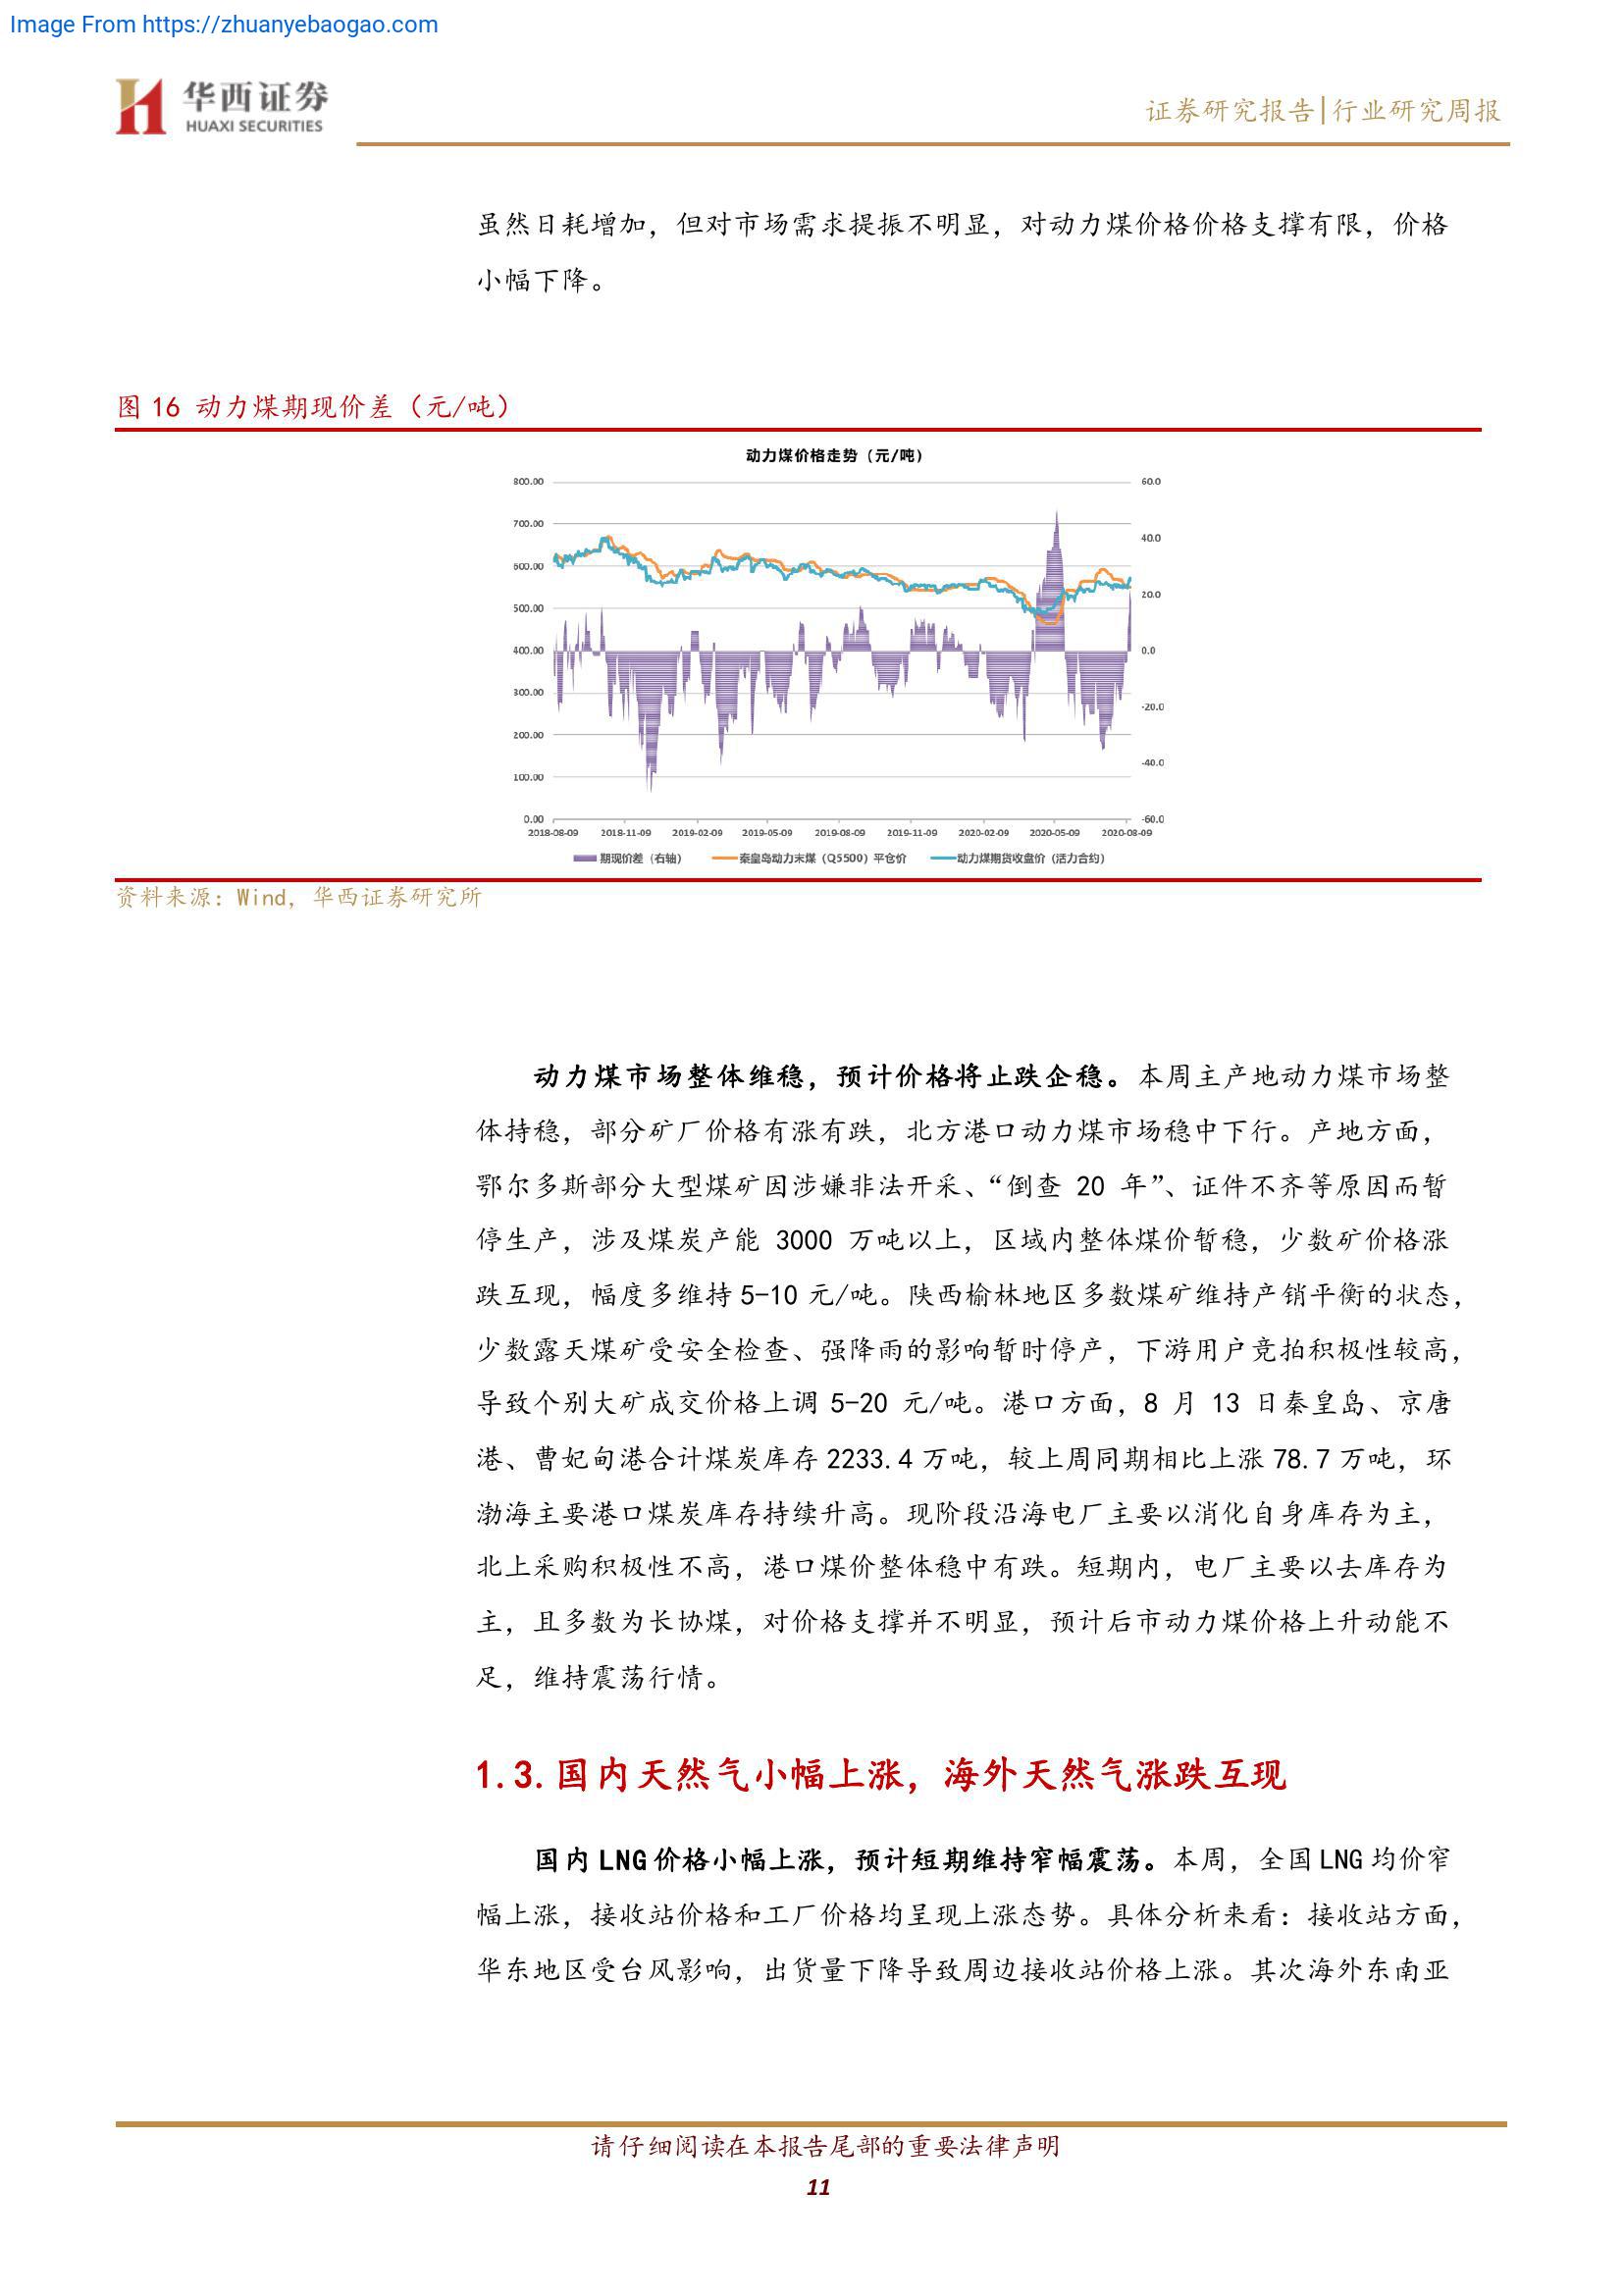 Image From https://zhuanyebaogao.com
华西证券
HUAXI SECURITIES
证券研究报告|行业研究周报
虽然日耗增加，但对市场需求提振不明显，对动力煤价格价格支撑有限，价格
小幅下降。
图 16 动力煤期现价差（元/吨）
动力煤价格走势（元/吨）
800.00
700.00
600.00
500.00
400.00
300.00
200.00
100.00
0.00
60.0
40.0
20.0
0.0
-20.0
-40.0
-60.0
2018-08-09 2018-11-09 2019-02-09 2019-05-09 2019-08-09 2019-11-09 2020-02-09 2020-05-09 2020-08-09
期现价差（右轴） 秦皇岛动力末煤（Q5500）平仓价 动力煤期货收盘价（活力合约）
资料来源：Wind，华西证券研究所
动力煤市场整体维稳，预计价格将止跌企稳。本周主产地动力煤市场整
体持稳，部分矿厂价格有涨有跌，北方港口动力煤市场稳中下行。产地方面，
鄂尔多斯部分大型煤矿因涉嫌非法开采、“倒查 20 年”、证件不齐等原因而暂
停生产，涉及煤炭产能 3000 万吨以上，区域内整体煤价暂稳，少数矿价格涨
跌互现，幅度多维持 5-10 元/吨。陕西榆林地区多数煤矿维持产销平衡的状态，
少数露天煤矿受安全检查、强降雨的影响暂时停产，下游用户竞拍积极性较高，
导致个别大矿成交价格上调 5-20 元/吨。港口方面，8 月 13 日秦皇岛、京唐
港、曹妃甸港合计煤炭库存 2233.4 万吨，较上周同期相比上涨 78.7 万吨，环
渤海主要港口煤炭库存持续升高。现阶段沿海电厂主要以消化自身库存为主，
北上采购积极性不高，港口煤价整体稳中有跌。短期内，电厂主要以去库存为
主，且多数为长协煤，对价格支撑并不明显，预计后市动力煤价格上升动能不
足，维持震荡行情。
1.3.国内天然气小幅上涨，海外天然气涨跌互现
国内 LNG 价格小幅上涨，预计短期维持窄幅震荡。本周，全国 LNG 均价窄
幅上涨，接收站价格和工厂价格均呈现上涨态势。具体分析来看：接收站方面，
华东地区受台风影响，出货量下降导致周边接收站价格上涨。其次海外东南亚
请仔细阅读在本报告尾部的重要法律声明
11